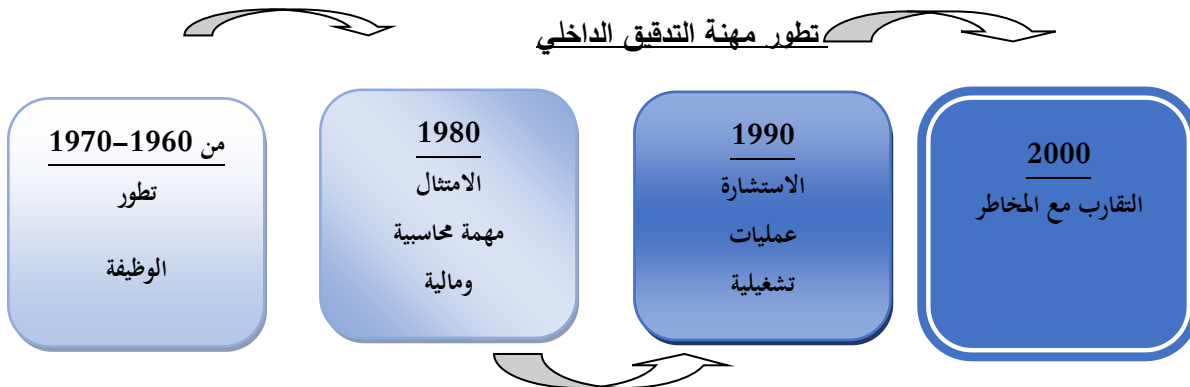 تطور مهنة التدقيق الداخلي
من 1960–1970
تطور
الوظيفة
1980
الامتثال
مهمة محاسبية
ومالية
1990
الاستشارة
عمليات
تشغيلية
2000
التقارب مع المخاطر